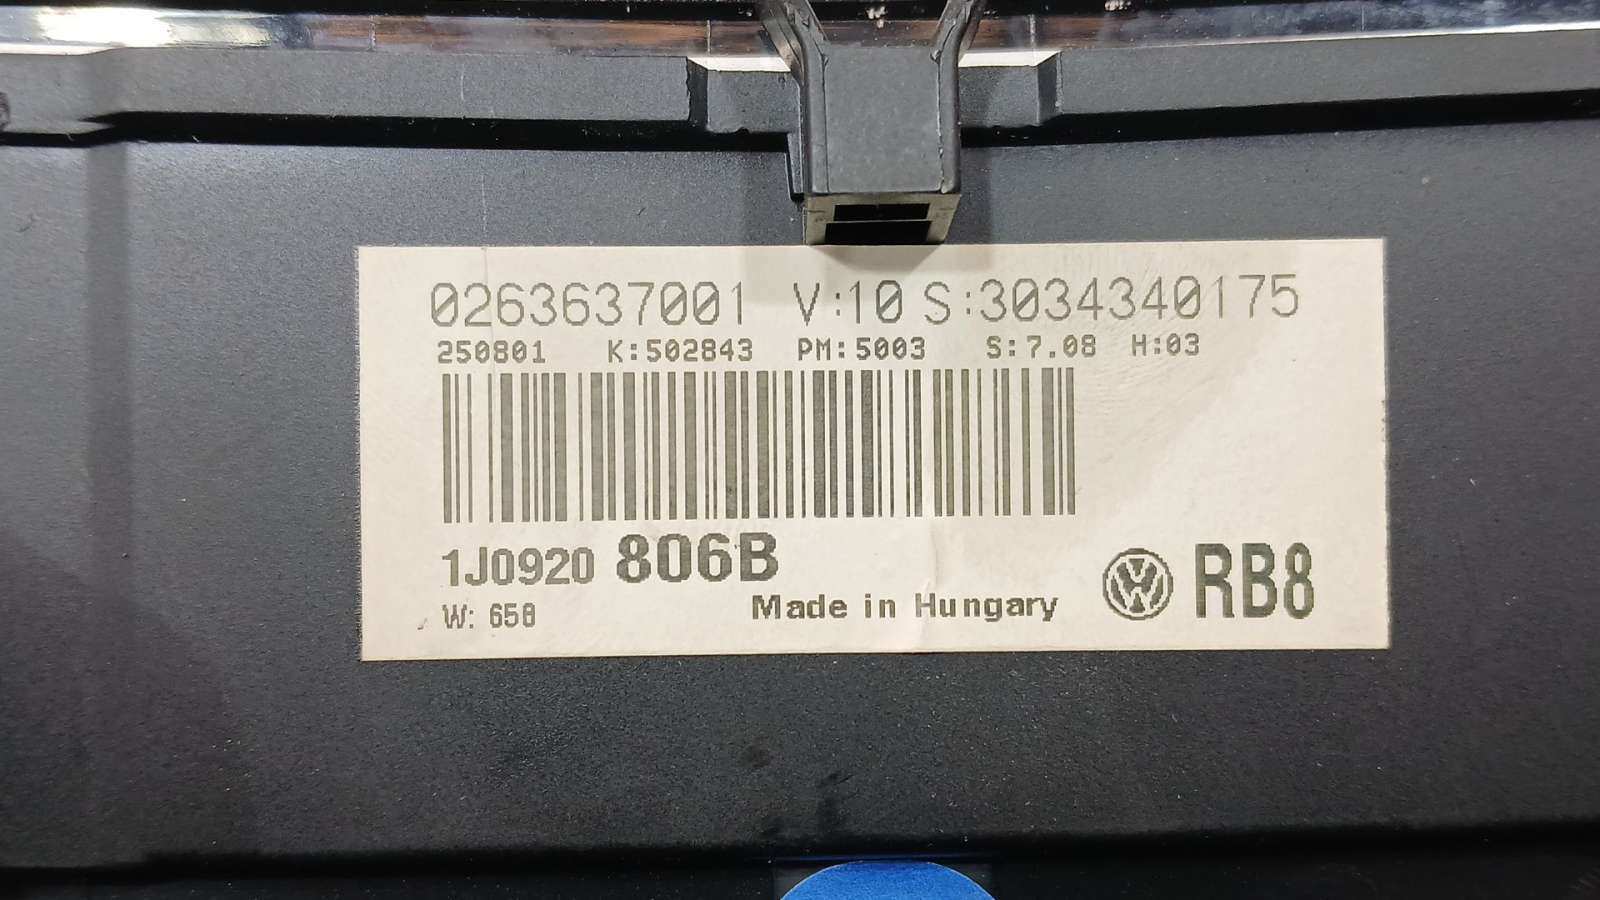 0263637001 V:10 S:3034340175
250801 K:502843 PM:5003 S:7.08 H:03
1J0920 806B
W: 658
Made in Hungary
RB8